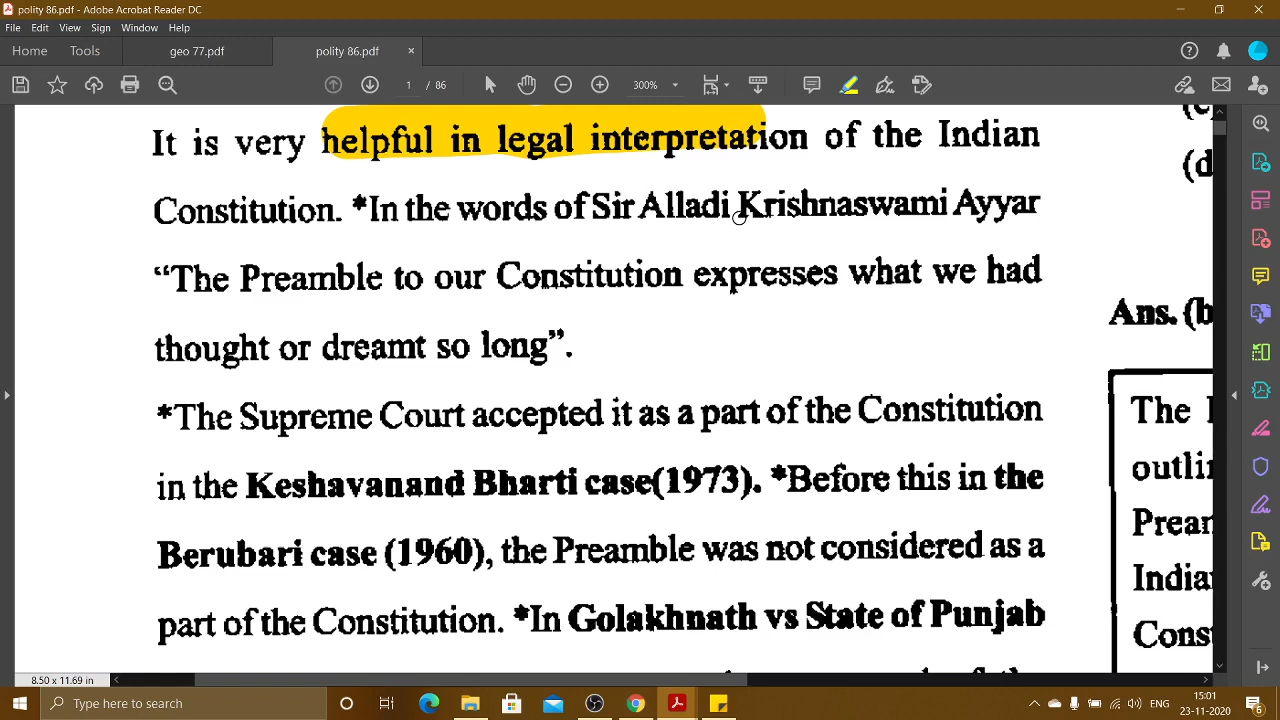 polity 86.pdf - Adobe Acrobat Reader DC
File Edit View Sign Window Help
Home Tools geo 77.pdf polity 86.pdf ×
1 / 86 300%
It is very helpful in legal interpretation of the Indian
Constitution. *In the words of Sir Alladi Krishnaswami Ayyar
“The Preamble to our Constitution expresses what we had
thought or dreamt so long”.
*The Supreme Court accepted it as a part of the Constitution
in the Keshavanand Bharti case(1973). *Before this in the
Berubari case (1960), the Preamble was not considered as a
part of the Constitution. *In Golakhnath vs State of Punjab
(d
Ans. (b
The
outli
Prean
India
Cons
8.50 x 11.69 in
Type here to search
ENG
15:01
23-11-2020
6